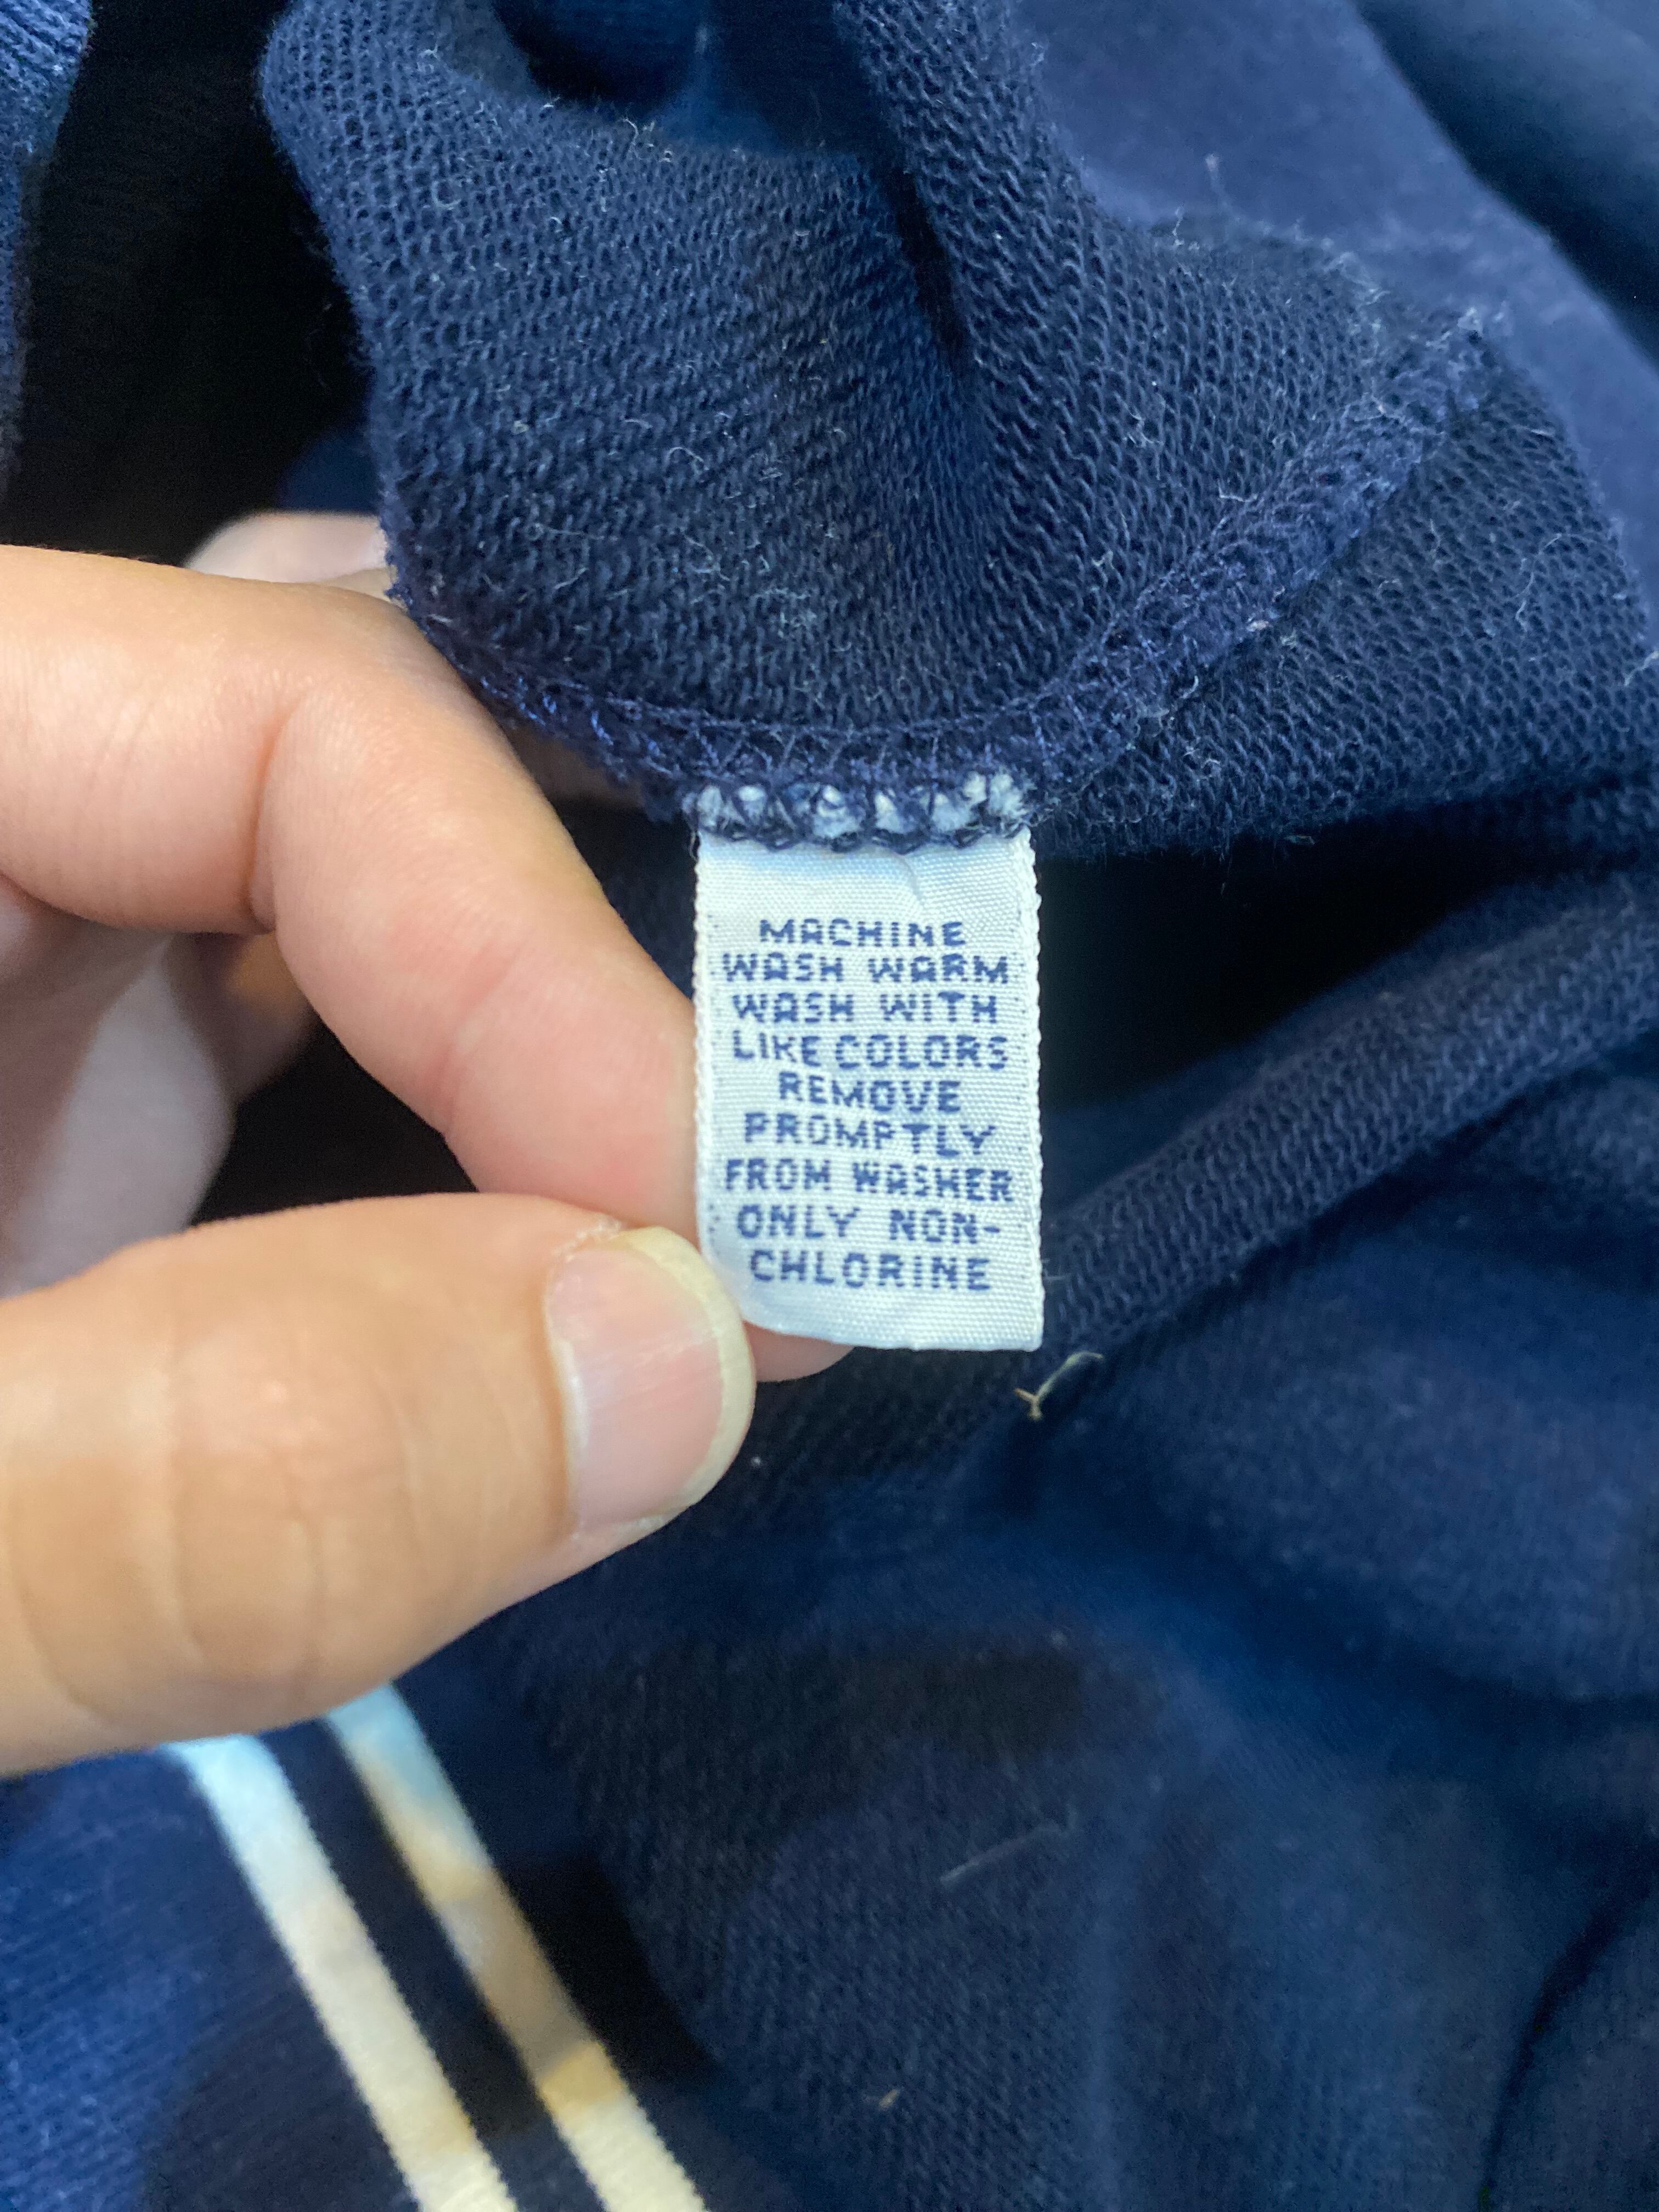 MACHINE
WASH WARM
WASH WITH
LIKE COLORS
REMOVE
PROMPTLY
FROM WASHER
ONLY NON-
CHLORINE